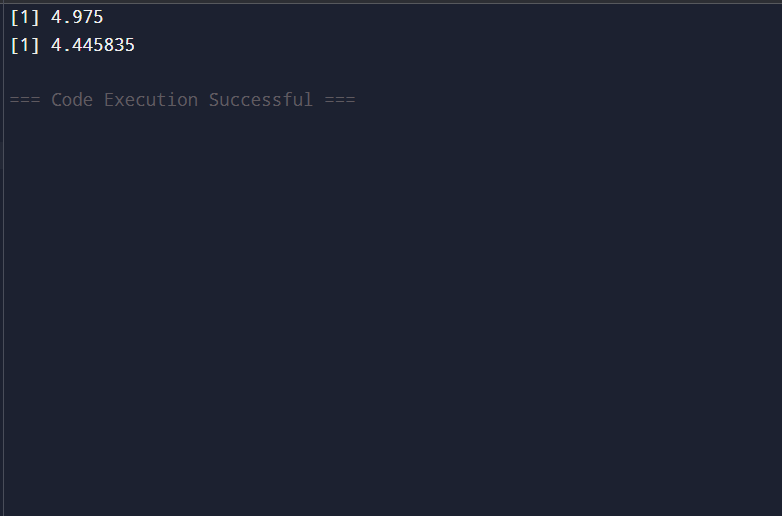 [1] 4.975
[1] 4.445835
=== Code Execution Successful ===